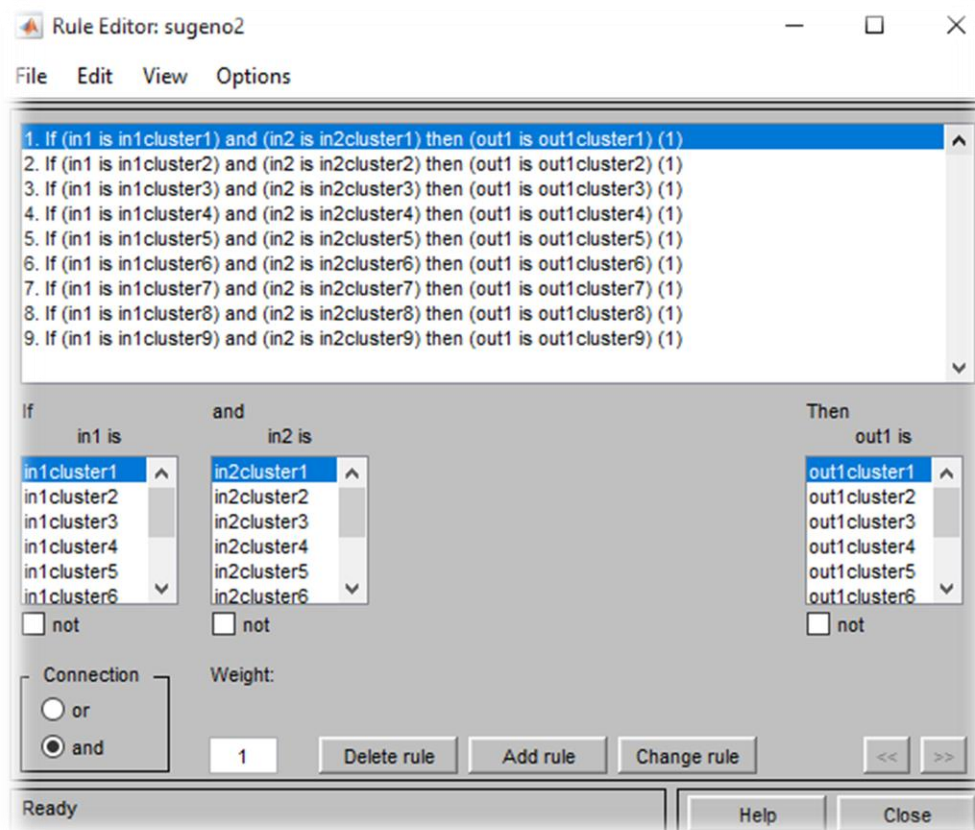 Rule Editor: sugeno2
File Edit View Options
1. If (in1 is in1cluster1) and (in2 is in2cluster1) then (out1 is out1cluster1) (1)
2. If (in1 is in1cluster2) and (in2 is in2cluster2) then (out1 is out1cluster2) (1)
3. If (in1 is in1cluster3) and (in2 is in2cluster3) then (out1 is out1cluster3) (1)
4. If (in1 is in1cluster4) and (in2 is in2cluster4) then (out1 is out1cluster4) (1)
5. If (in1 is in1cluster5) and (in2 is in2cluster5) then (out1 is out1cluster5) (1)
6. If (in1 is in1cluster6) and (in2 is in2cluster6) then (out1 is out1cluster6) (1)
7. If (in1 is in1cluster7) and (in2 is in2cluster7) then (out1 is out1cluster7) (1)
8. If (in1 is in1cluster8) and (in2 is in2cluster8) then (out1 is out1cluster8) (1)
9. If (in1 is in1cluster9) and (in2 is in2cluster9) then (out1 is out1cluster9) (1)
If and Then
in1 is in2 is out1 is
in1cluster1 in2cluster1 out1cluster1
in1cluster2 in2cluster2 out1cluster2
in1cluster3 in2cluster3 out1cluster3
in1cluster4 in2cluster4 out1cluster4
in1cluster5 in2cluster5 out1cluster5
in1cluster6 in2cluster6 out1cluster6
not not not
Connection Weight:
or
and 1 Delete rule Add rule Change rule << >>
Ready Help Close